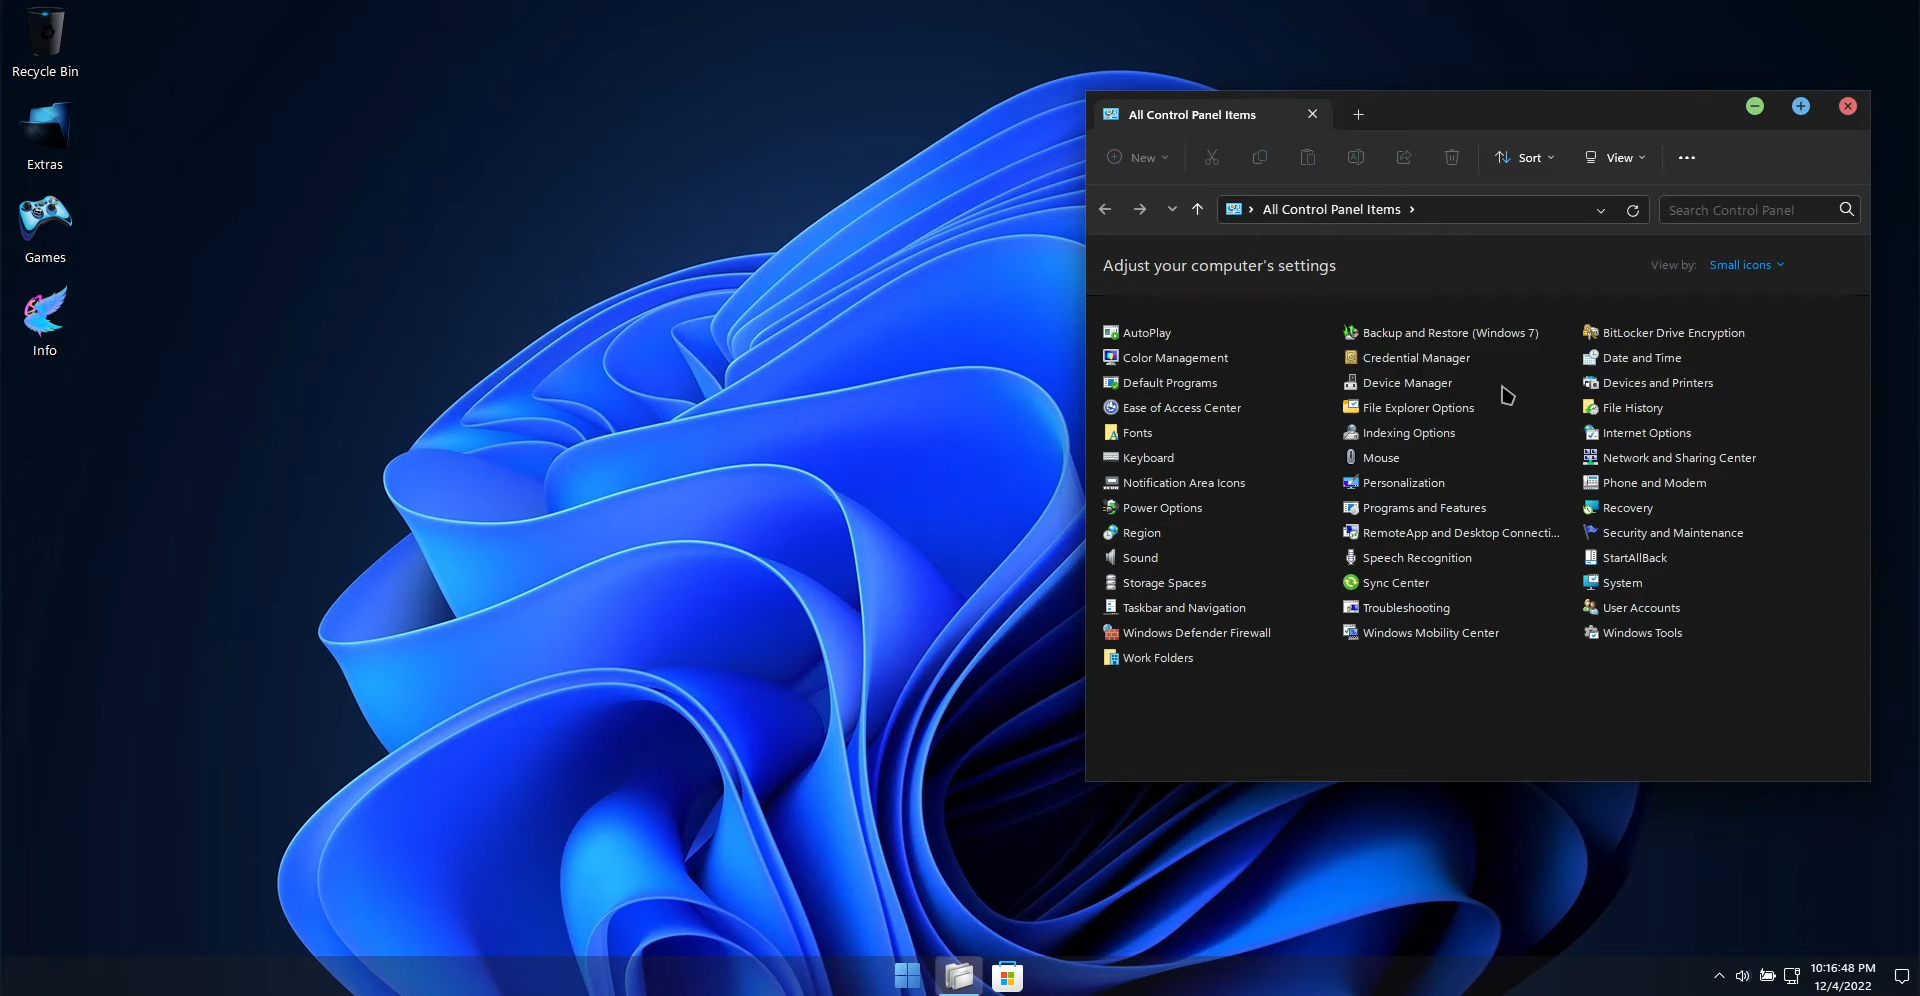 Recycle Bin
Extras
Games
Info
All Control Panel Items
New
Sort
View
All Control Panel Items
Search Control Panel
Adjust your computer's settings
View by: Small icons
AutoPlay
Backup and Restore (Windows 7)
BitLocker Drive Encryption
Color Management
Credential Manager
Date and Time
Default Programs
Device Manager
Devices and Printers
Ease of Access Center
File Explorer Options
File History
Fonts
Indexing Options
Internet Options
Keyboard
Mouse
Network and Sharing Center
Notification Area Icons
Personalization
Phone and Modem
Power Options
Programs and Features
Recovery
Region
RemoteApp and Desktop Connecti...
Security and Maintenance
Sound
Speech Recognition
StartAllBack
Storage Spaces
Sync Center
System
Taskbar and Navigation
Troubleshooting
User Accounts
Windows Defender Firewall
Windows Mobility Center
Windows Tools
Work Folders
10:16:48 PM
12/4/2022